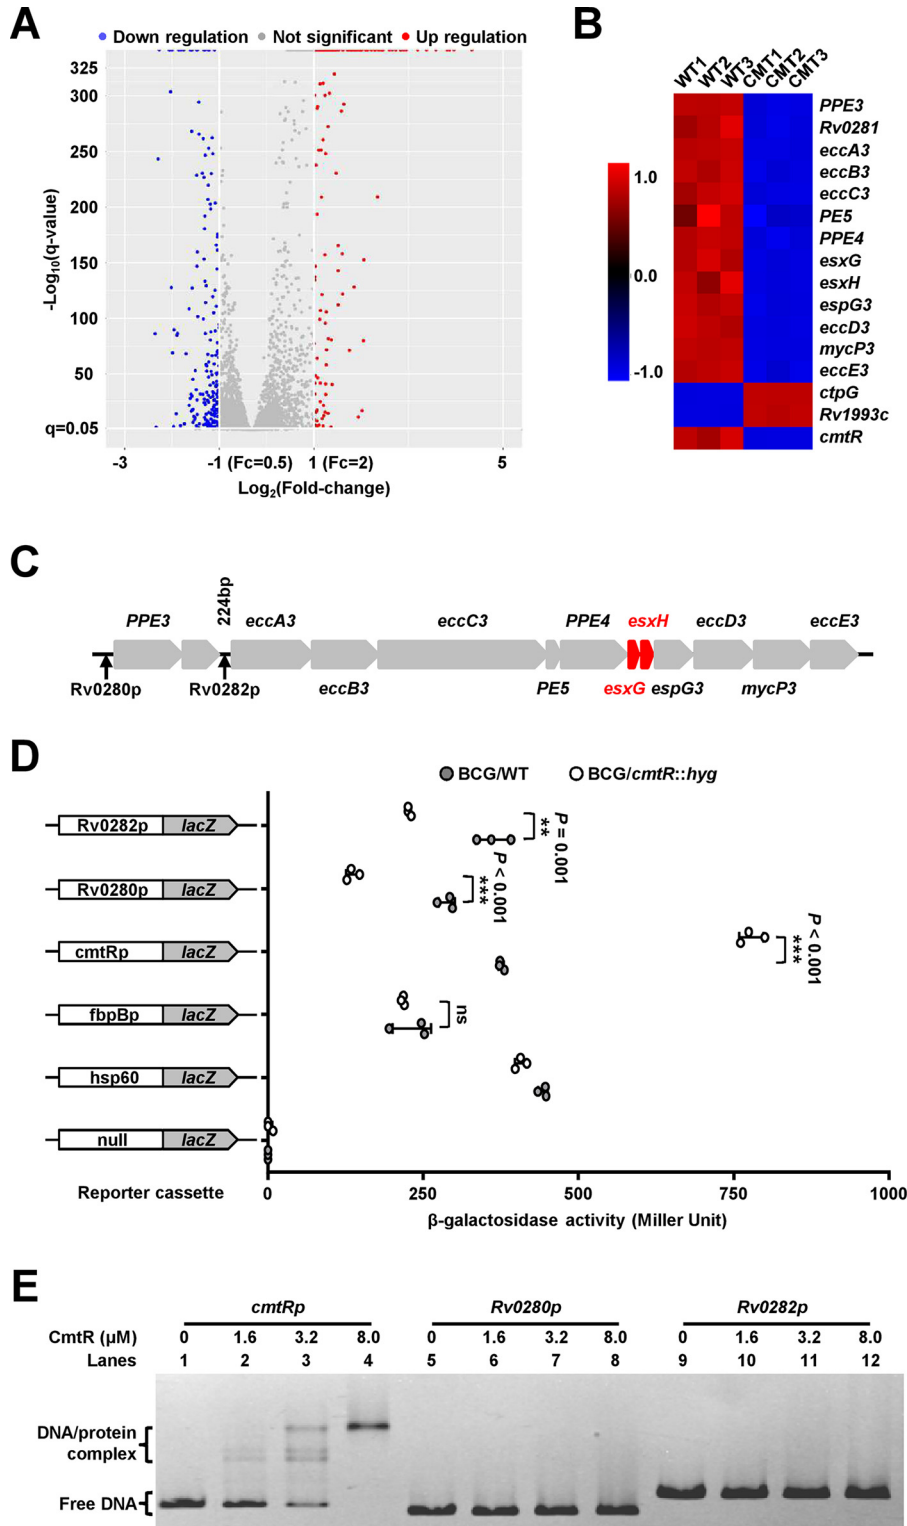 A
Down regulation Not significant Up regulation
-Log10(q-value)
325
300
250
200
150
100
50
q=0.05
-3 -1 (Fc=0.5) 1 (Fc=2) 5
Log2(Fold-change)
B
WT1 WT2 WT3 CMT1 CMT2 CMT3
1.0
0.0
-1.0
PPE3
Rv0281
eccA3
eccB3
eccC3
PE5
PPE4
esxG
esxH
espG3
eccD3
mycP3
eccE3
ctpG
Rv1993c
cmtR
C
224bp
PPE3 eccA3 eccC3 PPE4 esxH eccD3 eccE3
Rv0280p Rv0282p eccB3 PE5 esxG espG3 mycP3
D
BCG/WT BCG/cmtR::hyg
Rv0282p lacZ
P = 0.001
**
Rv0280p lacZ
P < 0.001
***
cmtRp lacZ
P < 0.001
***
fbpBp lacZ
ns
hsp60 lacZ
null lacZ
Reporter cassette
0 250 500 750 1000
β-galactosidase activity (Miller Unit)
E
cmtRp Rv0280p Rv0282p
CmtR (μM) 0 1.6 3.2 8.0 0 1.6 3.2 8.0 0 1.6 3.2 8.0
Lanes 1 2 3 4 5 6 7 8 9 10 11 12
DNA/protein
complex
Free DNA